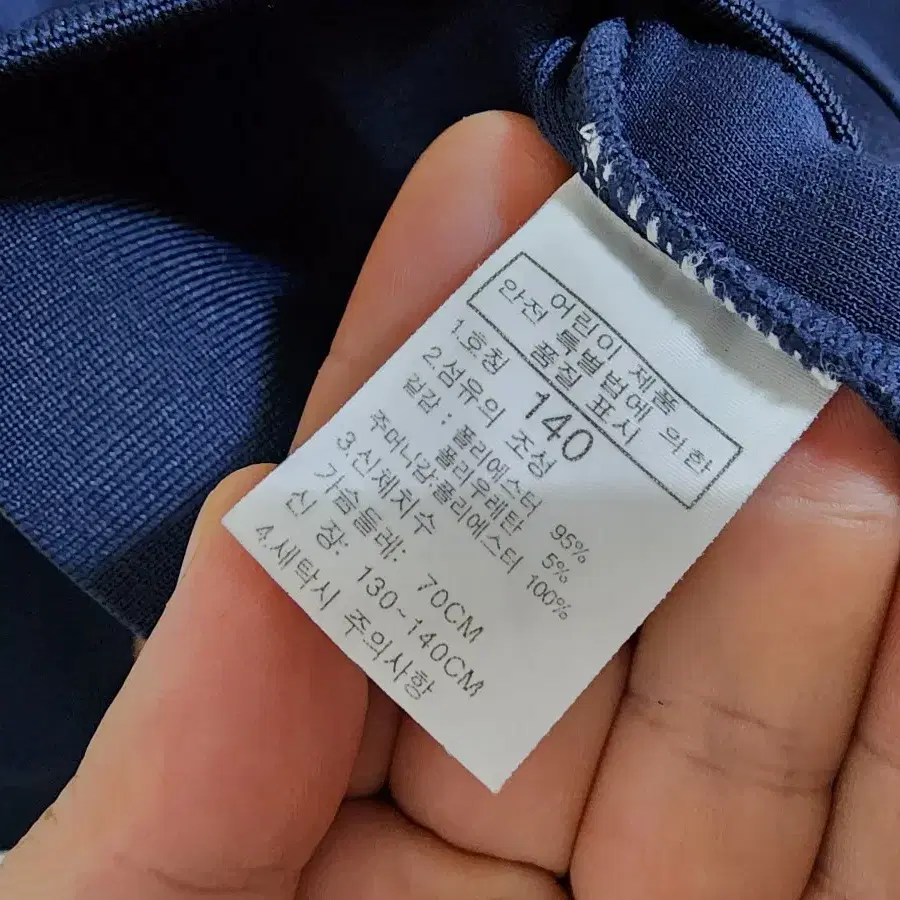 어린이 제품
안전 특별법에 의한
품질 표시
1.호칭 140
2.섬유의 조성
겉감 : 폴리에스터 95%
폴리우레탄 5%
주머니감:폴리에스터 100%
3.신체치수
가슴둘레: 70CM
신 장: 130~140CM
4.세탁시 주의사항